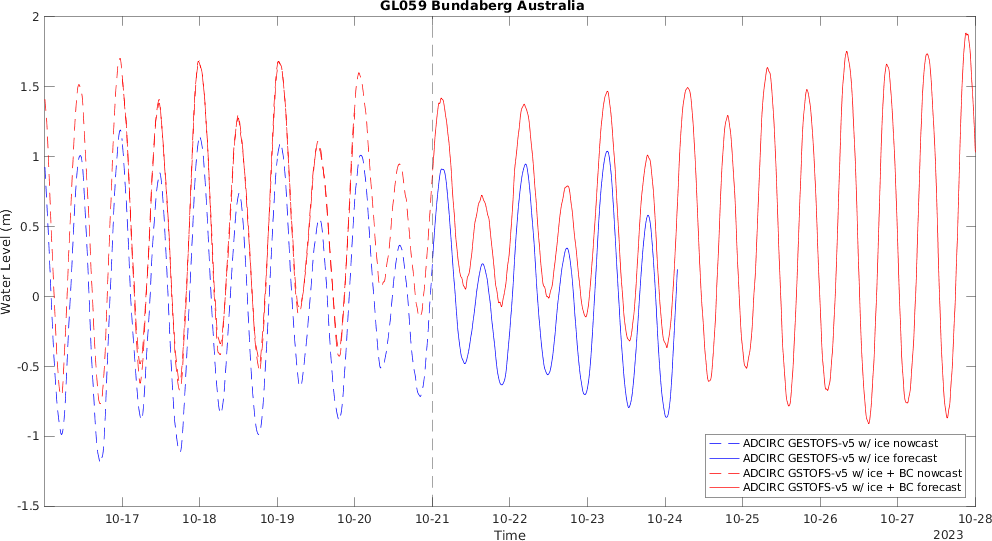 GL059 Bundaberg Australia
Water Level (m)
2
1.5
1
0.5
0
-0.5
-1
-1.5
ADCIRC GESTOFS-v5 w/ ice nowcast
ADCIRC GESTOFS-v5 w/ ice forecast
ADCIRC GSTOFS-v5 w/ ice + BC nowcast
ADCIRC GSTOFS-v5 w/ ice + BC forecast
10-17 10-18 10-19 10-20 10-21 10-22 10-23 10-24 10-25 10-26 10-27 10-28
Time
2023